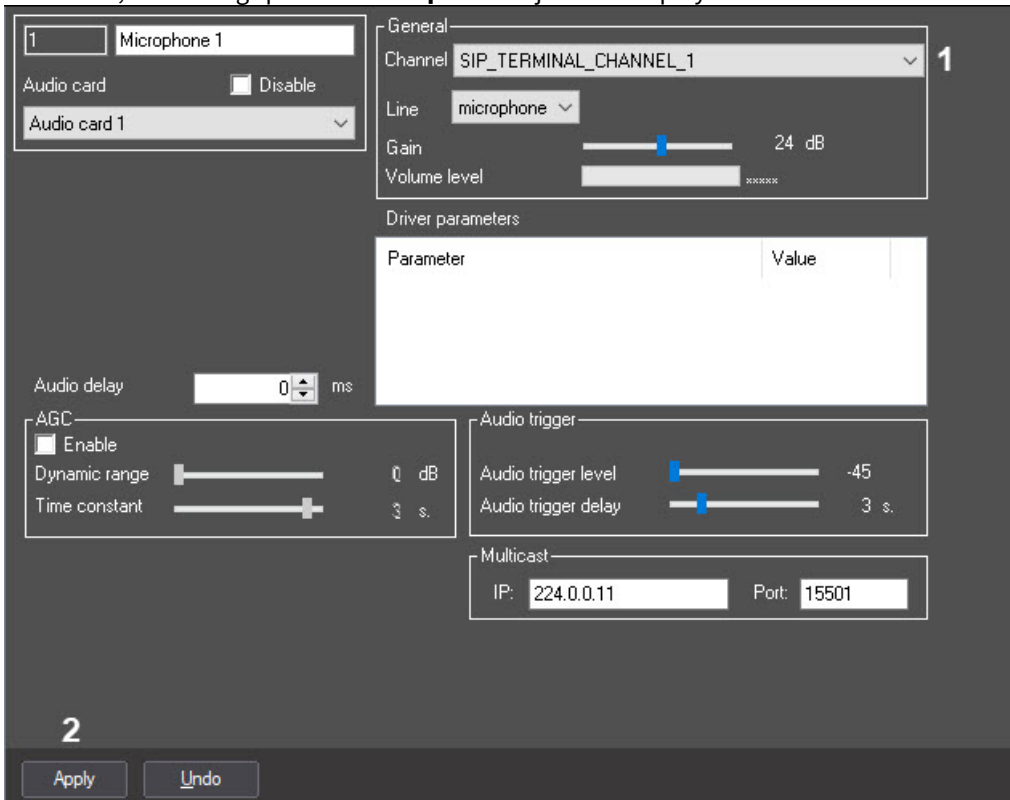 1 Microphone 1
Audio card Disable
Audio card 1
General
Channel SIP_TERMINAL_CHANNEL_1 1
Line microphone
Gain 24 dB
Volume level xxxxx
Driver parameters
Parameter Value
Audio delay 0 ms
AGC
Enable
Dynamic range 0 dB
Time constant 3 s.
Audio trigger
Audio trigger level -45
Audio trigger delay 3 s.
Multicast
IP: 224.0.0.11 Port: 15501
2
Apply Undo